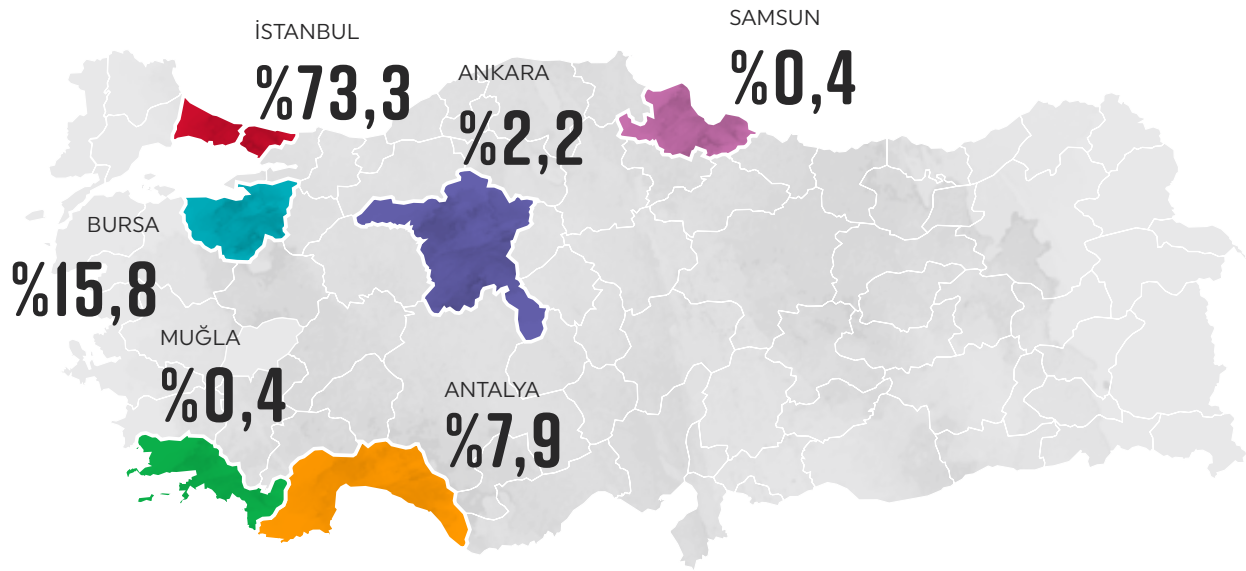 İSTANBUL
%73,3
ANKARA
%2,2
SAMSUN
%0,4
BURSA
%15,8
MUĞLA
%0,4
ANTALYA
%7,9